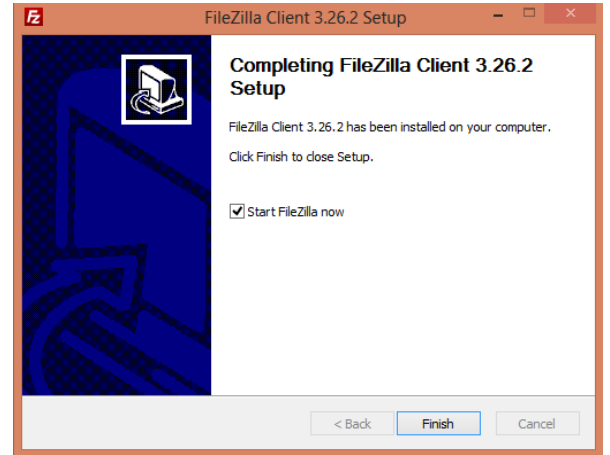 Fz
FileZilla Client 3.26.2 Setup
Completing FileZilla Client 3.26.2
Setup
FileZilla Client 3.26.2 has been installed on your computer.
Click Finish to close Setup.
Start FileZilla now
< Back Finish Cancel